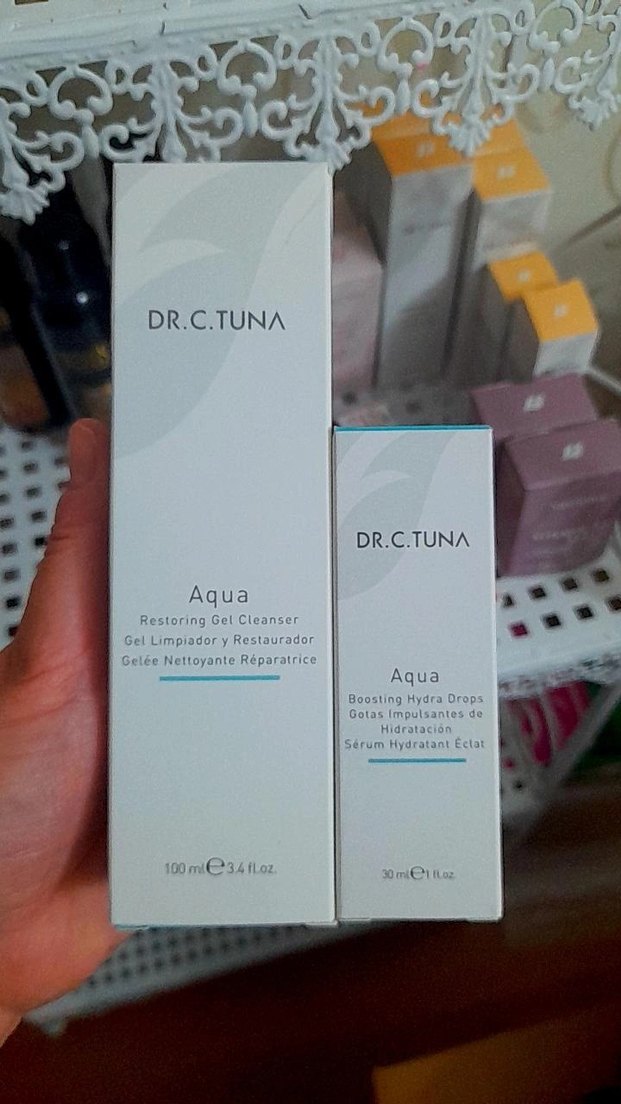 DR.C.TUNA
Aqua
Restoring Gel Cleanser
Gel Limpiador y Restaurador
Gelée Nettoyante Réparatrice
100 ml e 3.4 fl.oz.
DR.C.TUNA
Aqua
Boosting Hydra Drops
Gotas Impulsantes de
Hidratación
Sérum Hydratant Éclat
30 ml e 1 fl.oz.